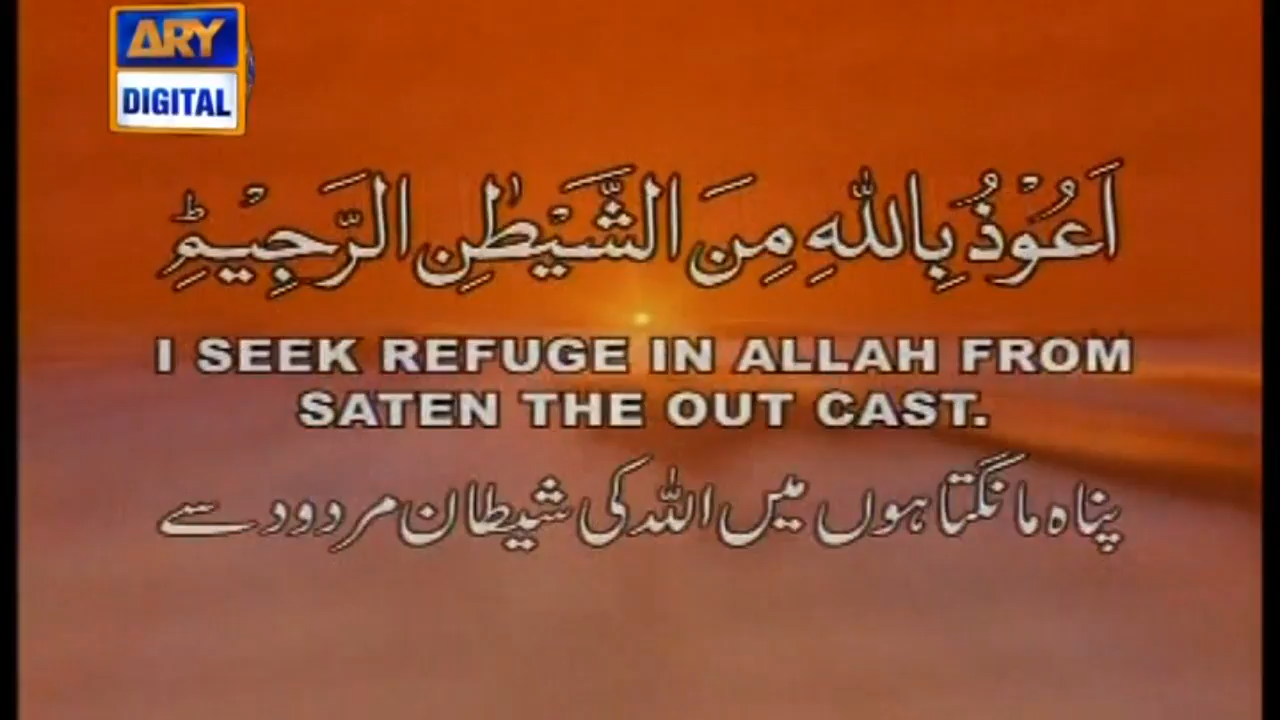 ARY
DIGITAL
اَعُوْذُ بِاللّٰهِ مِنَ الشَّيْطٰنِ الرَّجِيْمِ ؕ
I SEEK REFUGE IN ALLAH FROM
SATEN THE OUT CAST.
پناہ مانگتا ہوں میں اللہ کی شیطان مردود سے